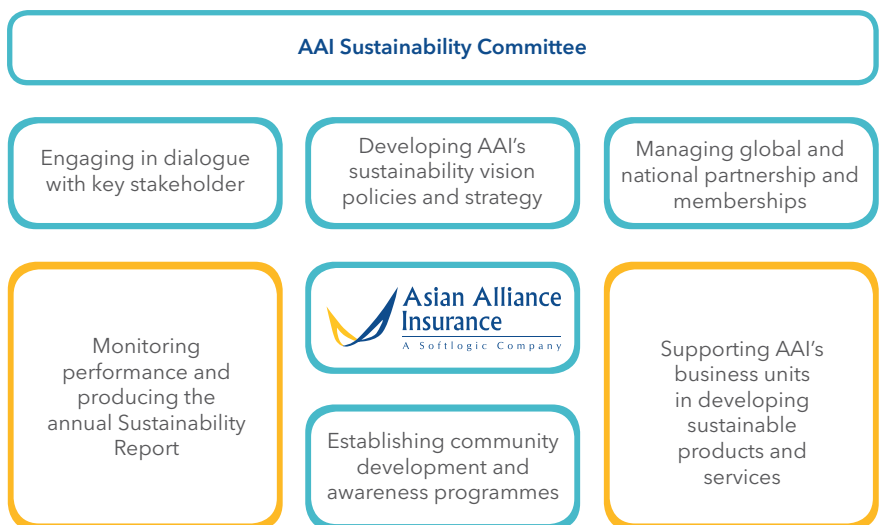 AAI Sustainability Committee
Engaging in dialogue
with key stakeholder
Developing AAI's
sustainability vision
policies and strategy
Managing global and
national partnership and
memberships
Monitoring
performance and
producing the
annual Sustainability
Report
Asian Alliance
Insurance
A Softlogic Company
Supporting AAI's
business units
in developing
sustainable
products and
services
Establishing community
development and
awareness programmes